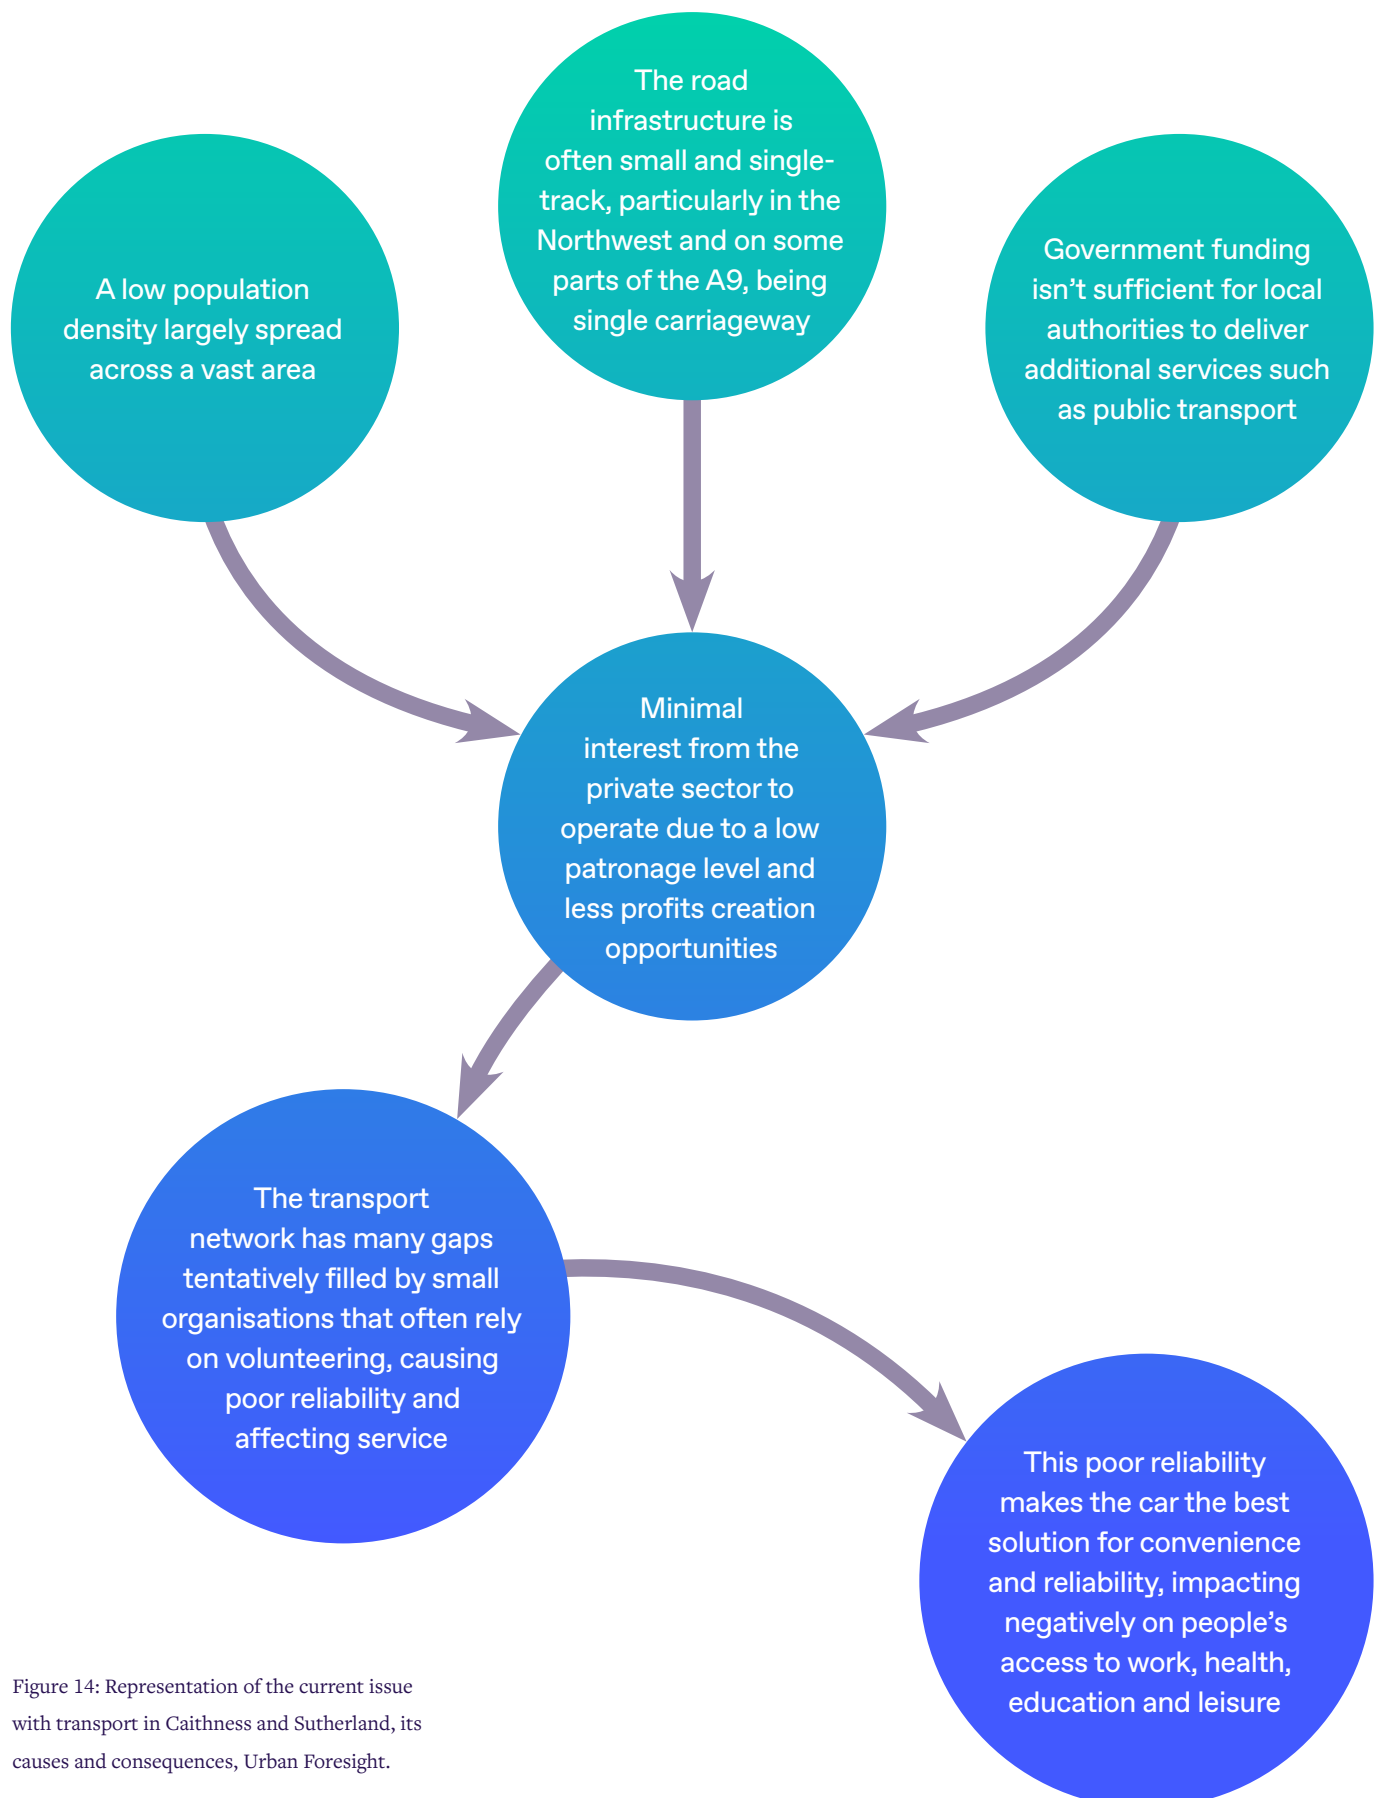 The road
infrastructure is
often small and single-
track, particularly in the
Northwest and on some
parts of the A9, being
single carriageway
A low population
density largely spread
across a vast area
Government funding
isn’t sufficient for local
authorities to deliver
additional services such
as public transport
Minimal
interest from the
private sector to
operate due to a low
patronage level and
less profits creation
opportunities
The transport
network has many gaps
tentatively filled by small
organisations that often rely
on volunteering, causing
poor reliability and
affecting service
This poor reliability
makes the car the best
solution for convenience
and reliability, impacting
negatively on people’s
access to work, health,
education and leisure
Figure 14: Representation of the current issue
with transport in Caithness and Sutherland, its
causes and consequences, Urban Foresight.